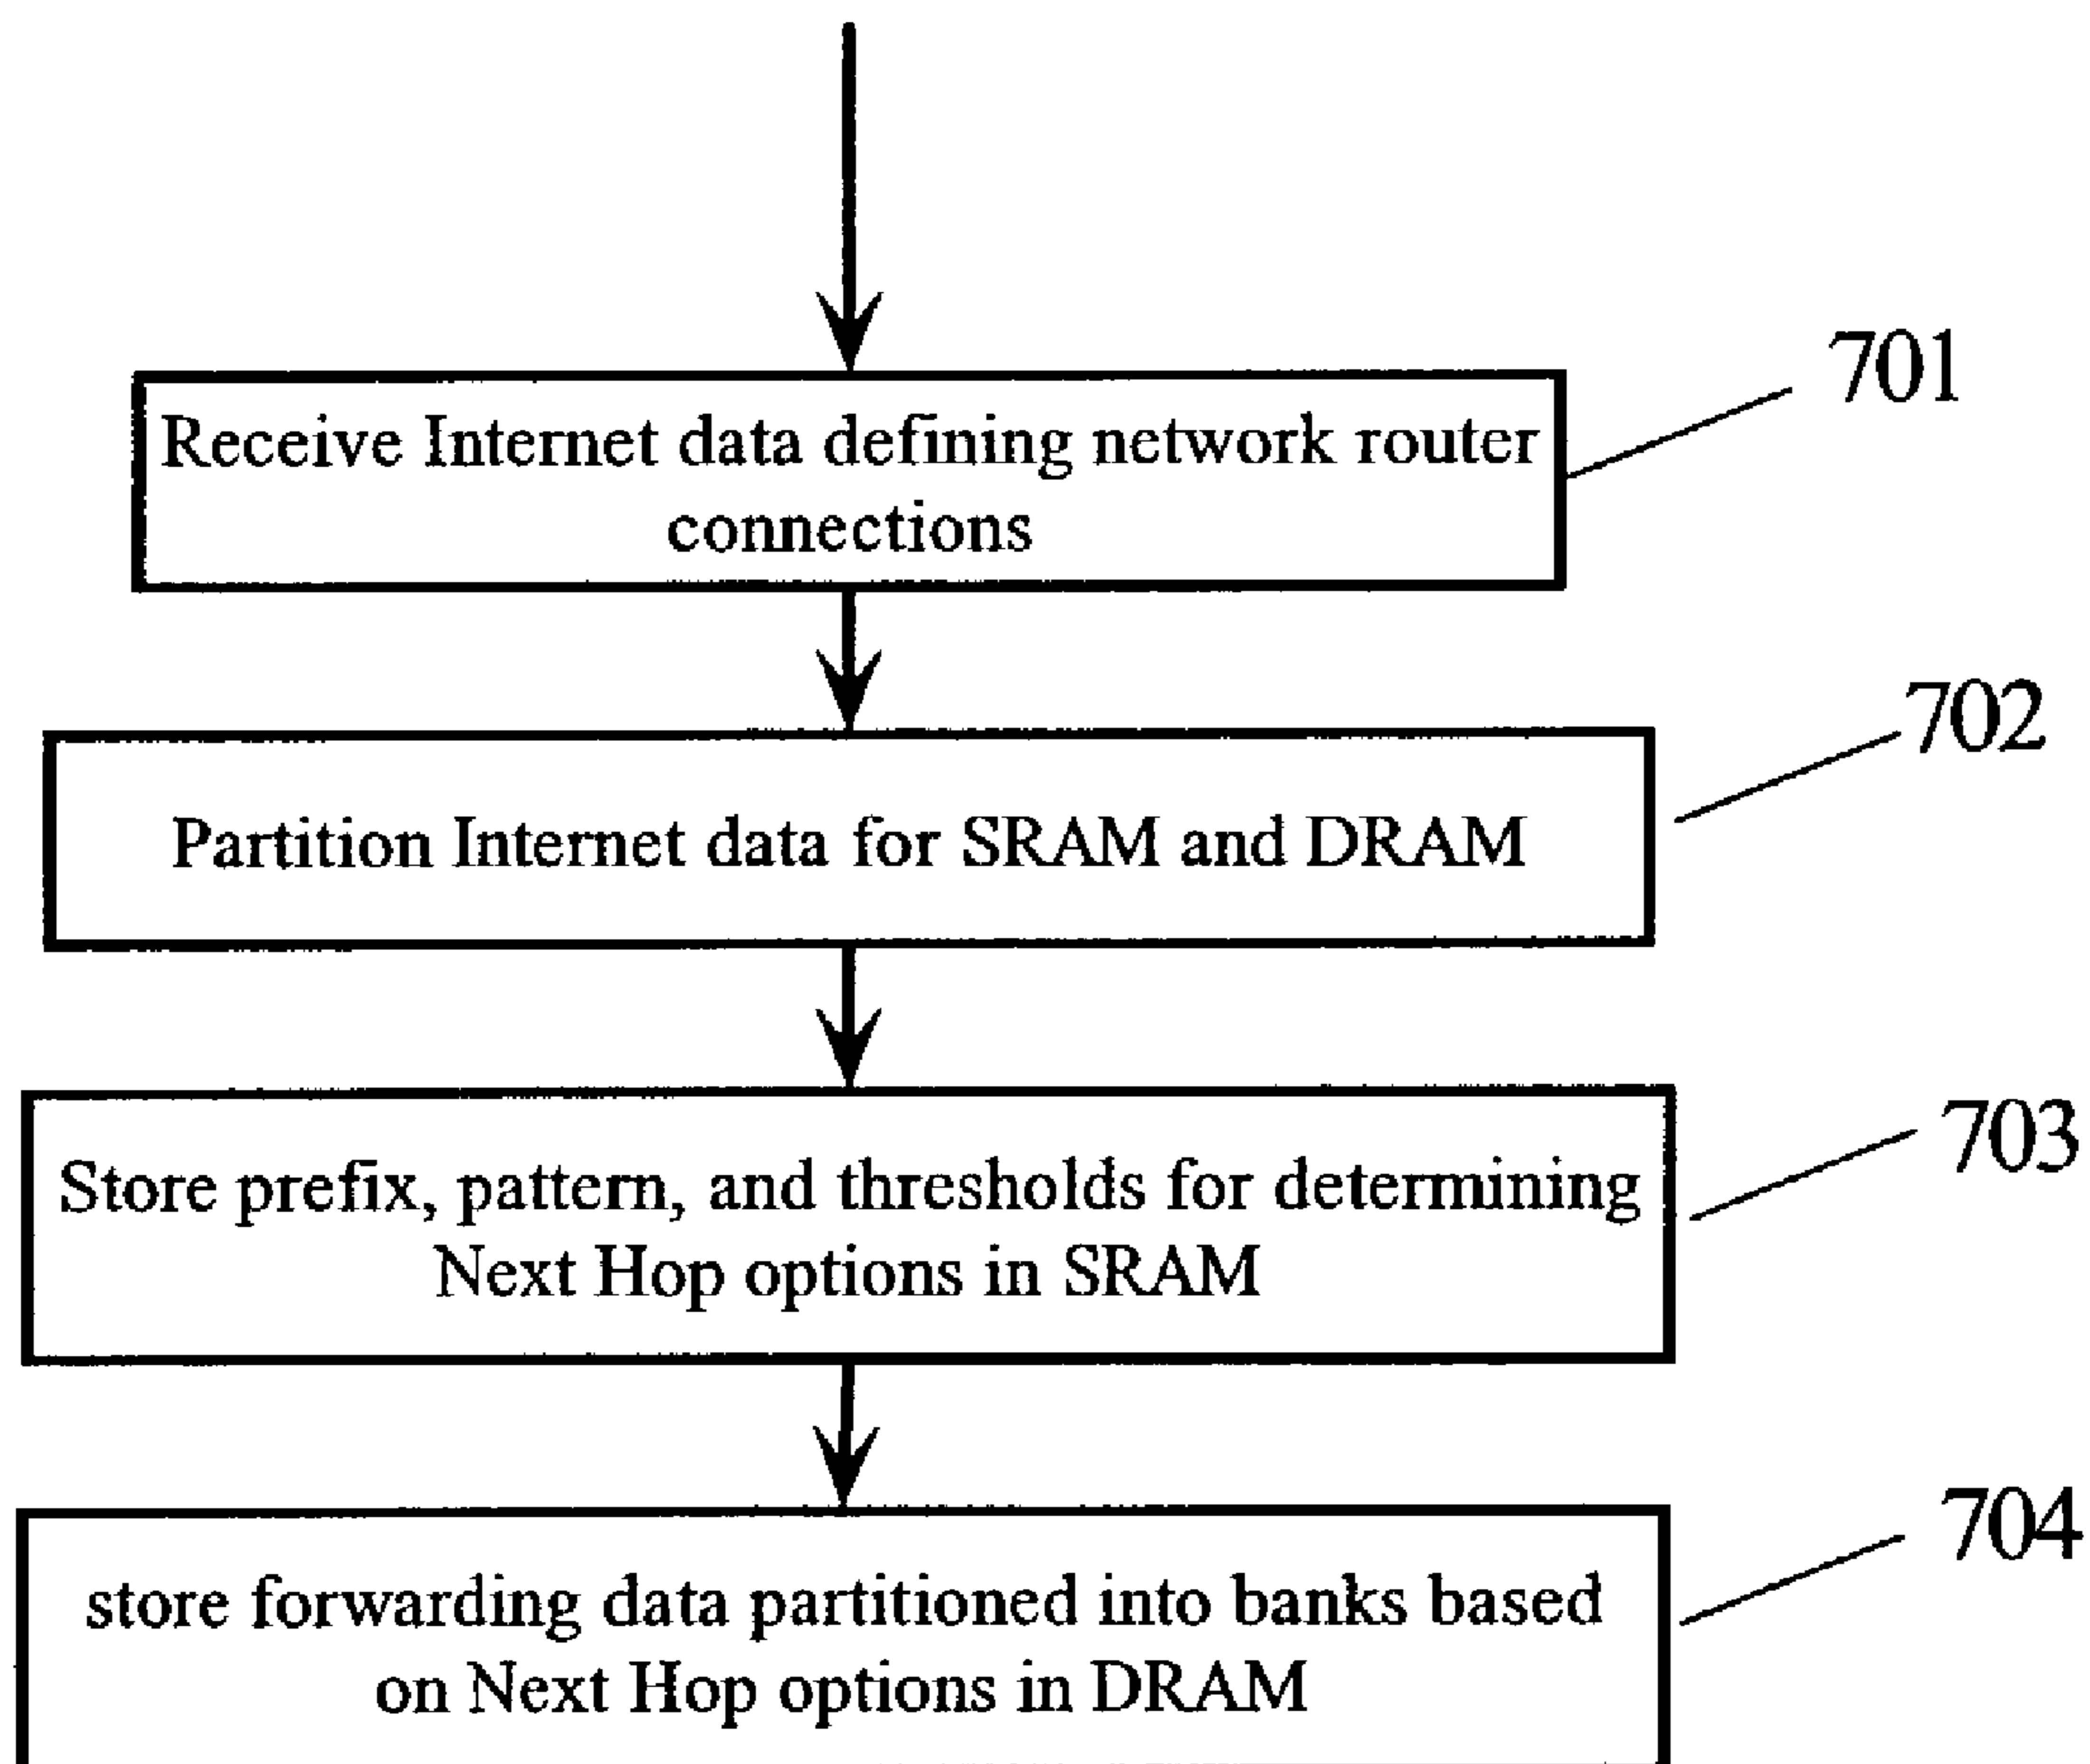 701
Receive Internet data defining network router
connections
702
Partition Internet data for SRAM and DRAM
703
Store prefix, pattern, and thresholds for determining
Next Hop options in SRAM
704
store forwarding data partitioned into banks based
on Next Hop options in DRAM